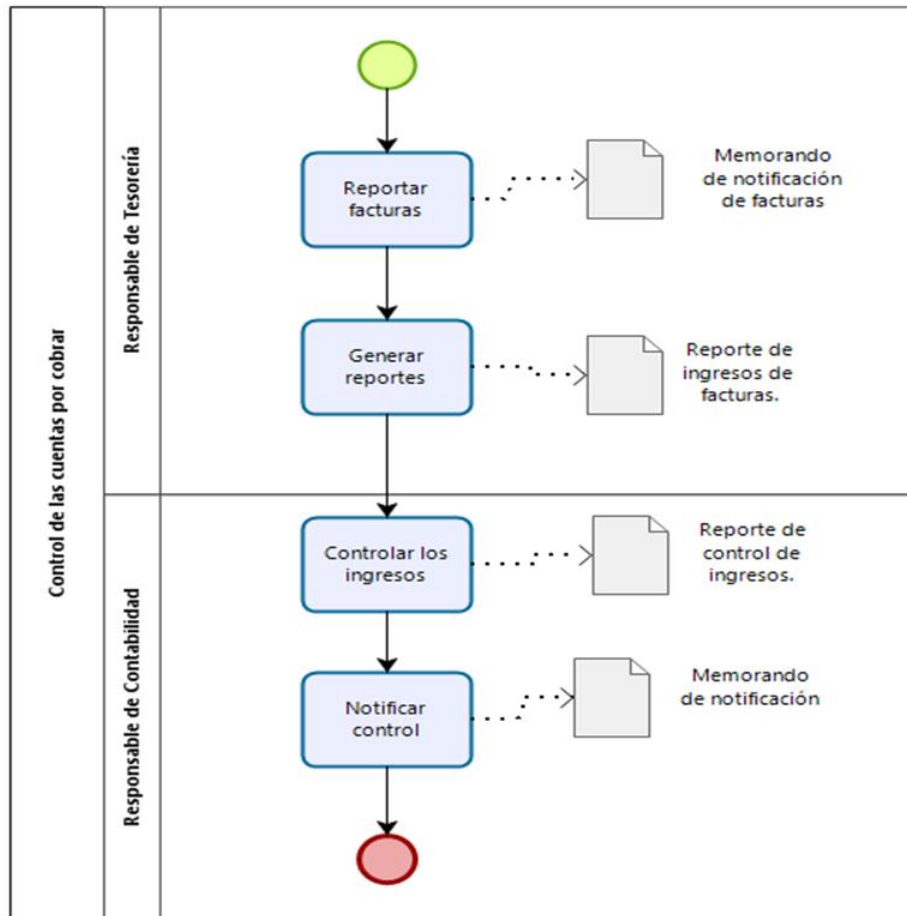 Control de las cuentas por cobrar
Responsable de Tesorería
Reportar
facturas
Memorando
de notificación
de facturas
Generar
reportes
Reporte de
ingresos de
facturas.
Responsable de Contabilidad
Controlar los
ingresos
Reporte de
control de
ingresos.
Notificar
control
Memorando
de notificación